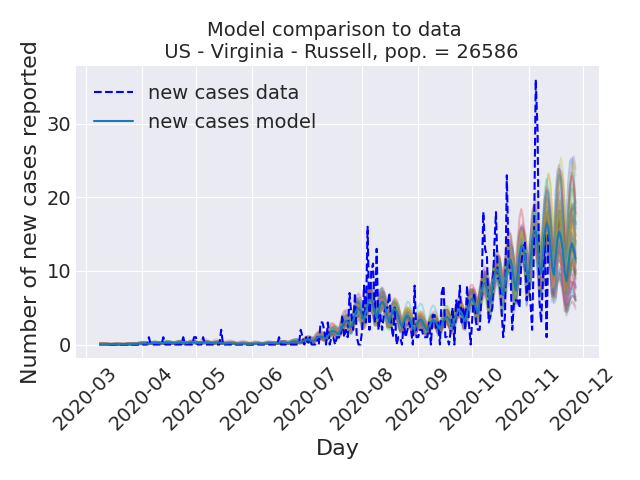 Model comparison to data
US - Virginia - Russell, pop. = 26586
Number of new cases reported
new cases data
new cases model
30
20
10
0
2020-03
2020-04
2020-05
2020-06
2020-07
2020-08
2020-09
2020-10
2020-11
2020-12
Day